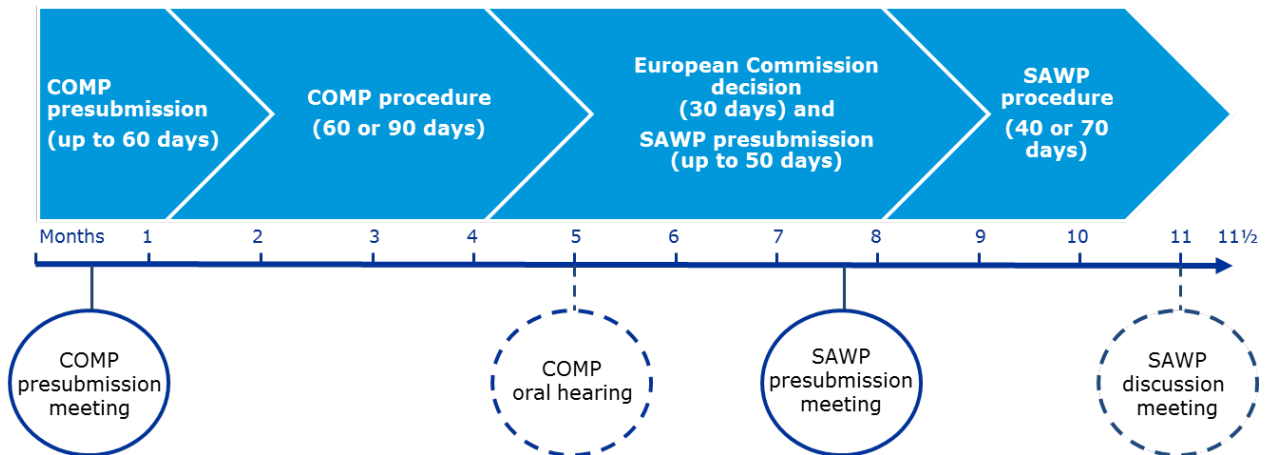 COMP
presubmission
(up to 60 days)
COMP procedure
(60 or 90 days)
European Commission
decision
(30 days) and
SAWP presubmission
(up to 50 days)
SAWP
procedure
(40 or 70
days)
Months 1 2 3 4 5 6 7 8 9 10 11 11½
COMP
presubmission
meeting
COMP
oral hearing
SAWP
presubmission
meeting
SAWP
discussion
meeting